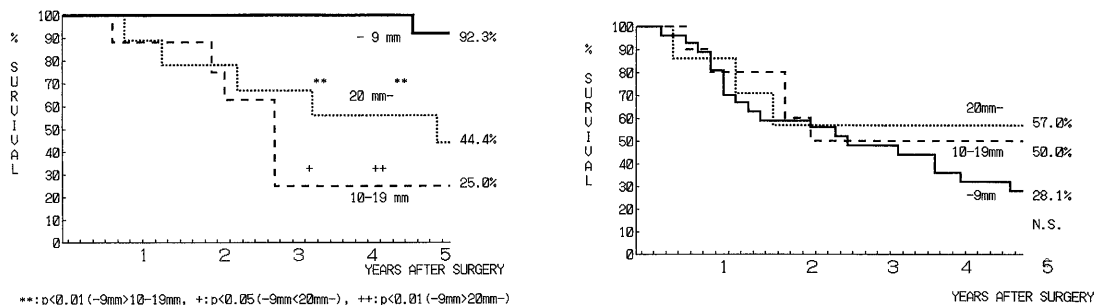 % SURVIVAL
100
90
80
70
60
50
40
30
20
10
0
- 9 mm
92.3%
**
**
20 mm-
44.4%
+
++
25.0%
10-19 mm
1 2 3 4 5
YEARS AFTER SURGERY
**:p<0.01(-9mm>10-19mm, +:p<0.05(-9mm<20mm-), ++:p<0.01(-9mm>20mm-)
% SURVIVAL
100
90
80
70
60
50
40
30
20
10
0
20mm-
57.0%
10-19mm
50.0%
-9mm
28.1%
N.S.
1 2 3 4 5
YEARS AFTER SURGERY